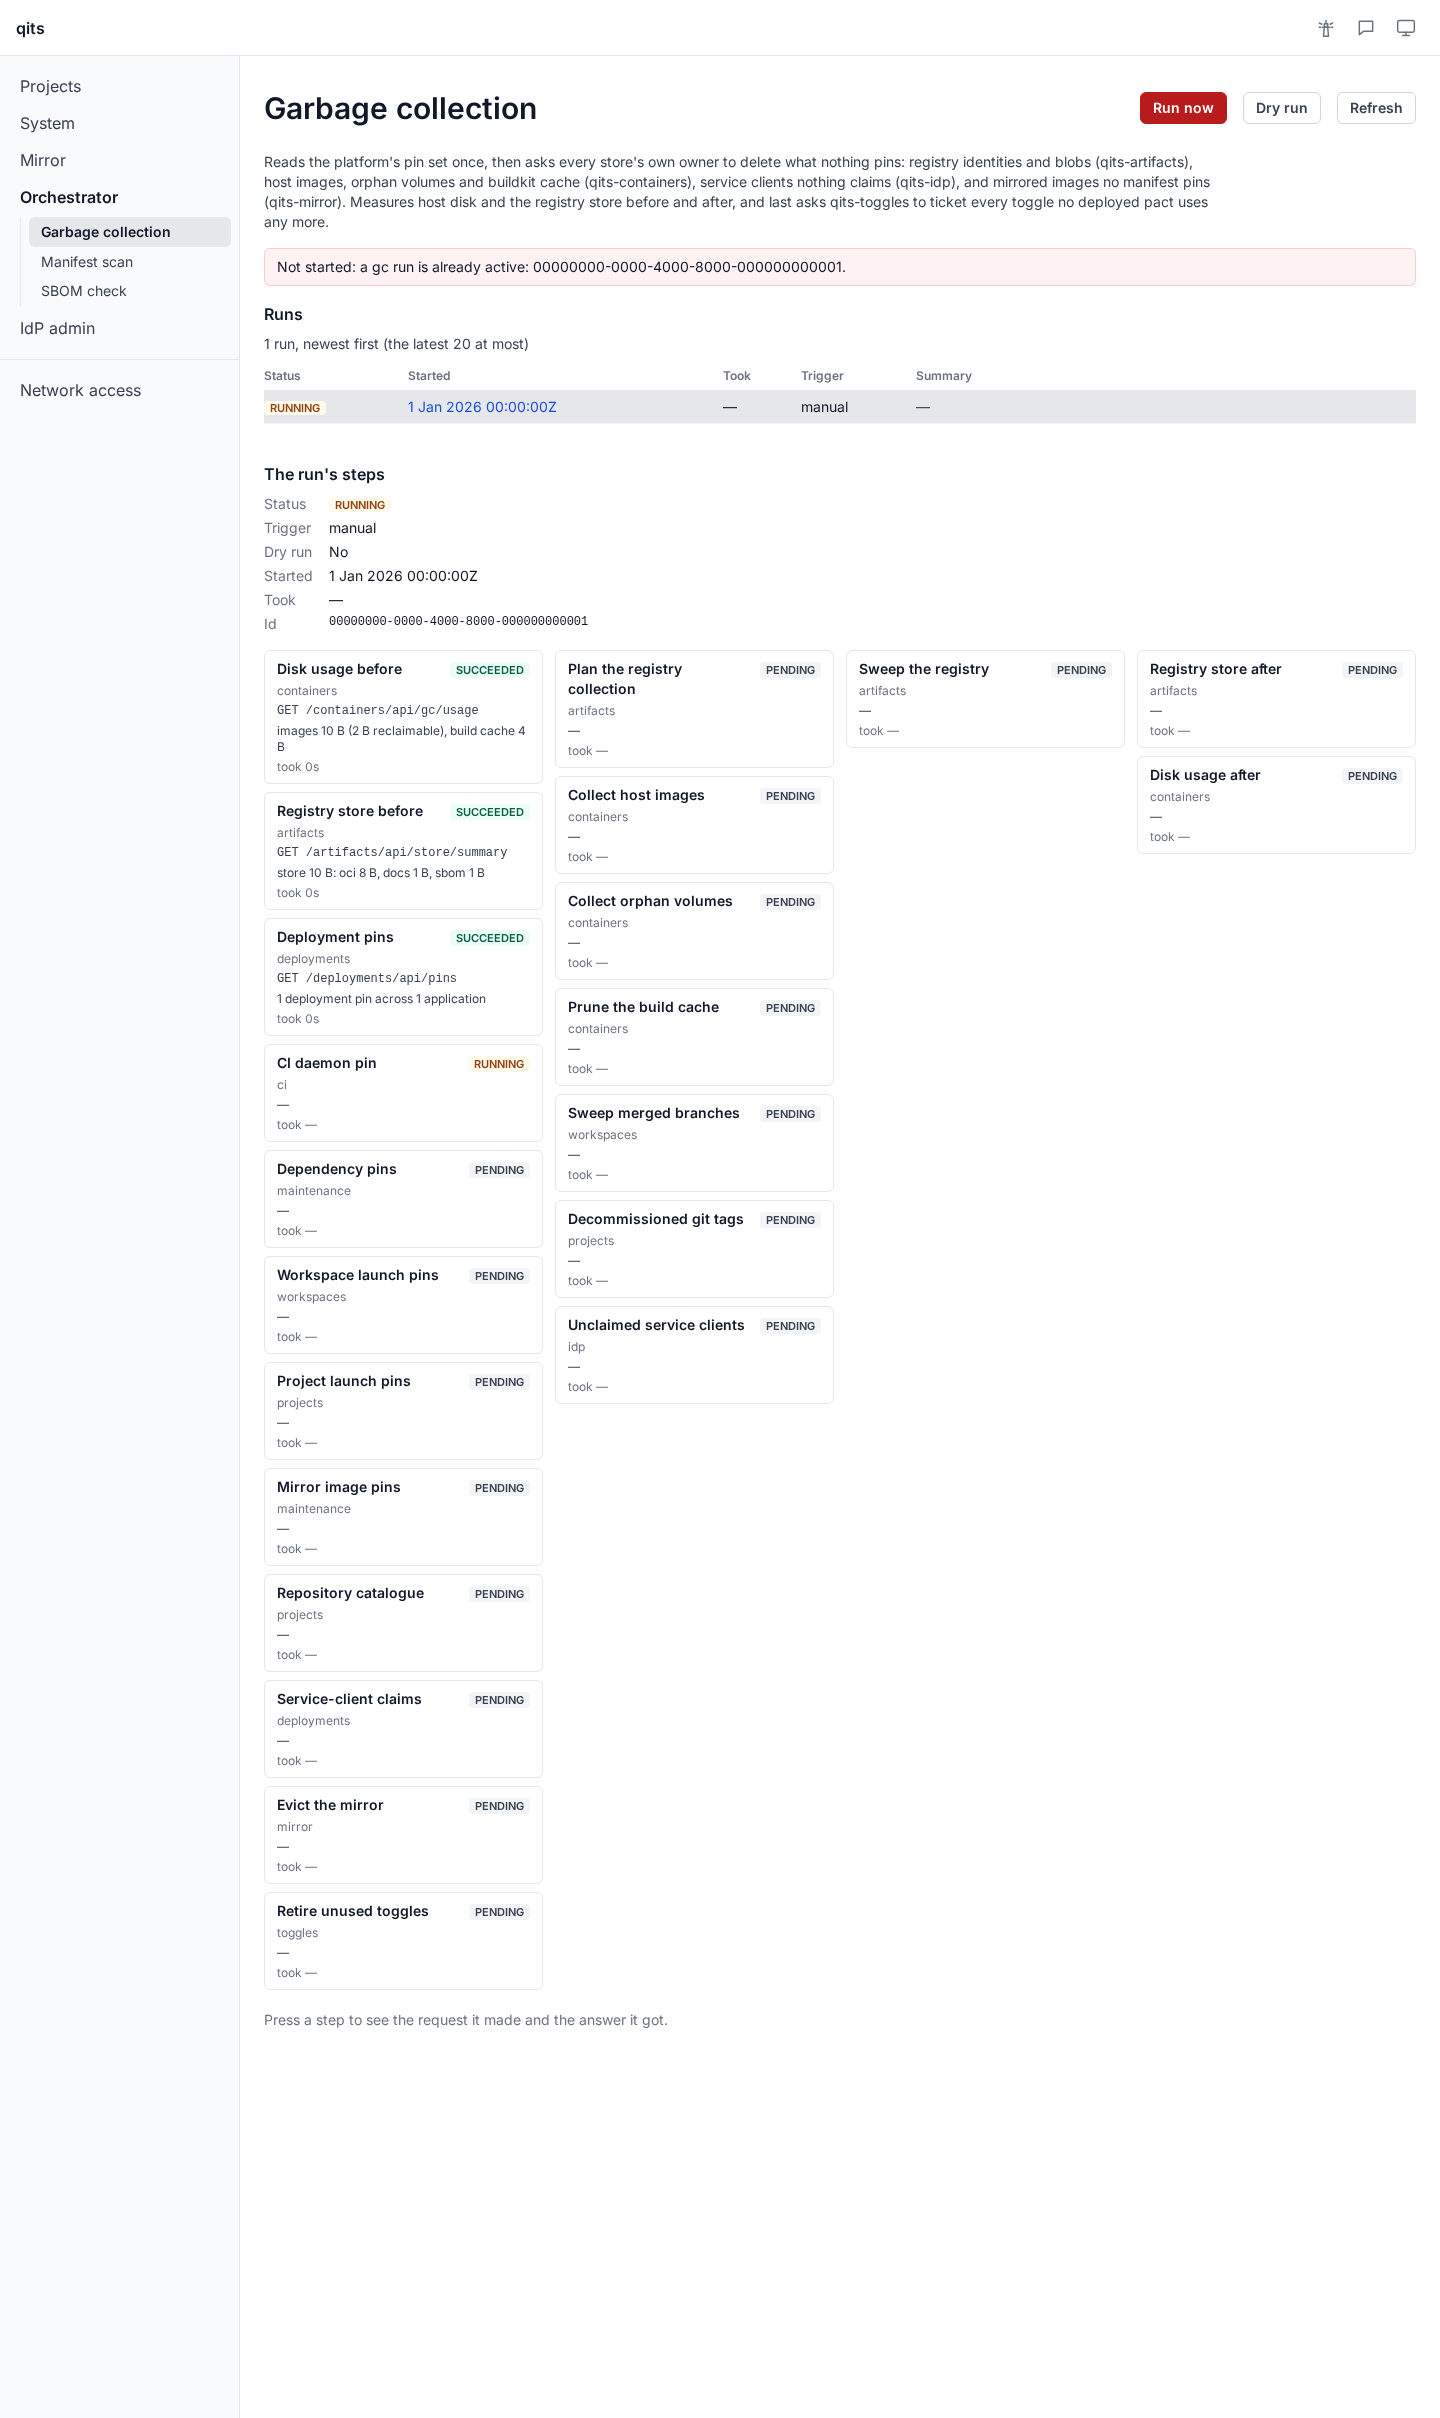 qits
Projects
System
Mirror
Orchestrator
Garbage collection
Manifest scan
SBOM check
IdP admin
Network access
Garbage collection
Run now
Dry run
Refresh
Reads the platform's pin set once, then asks every store's own owner to delete what nothing pins: registry identities and blobs (qits-artifacts),
host images, orphan volumes and buildkit cache (qits-containers), service clients nothing claims (qits-idp), and mirrored images no manifest pins
(qits-mirror). Measures host disk and the registry store before and after, and last asks qits-toggles to ticket every toggle no deployed pact uses
any more.
Not started: a gc run is already active: 00000000-0000-4000-8000-000000000001.
Runs
1 run, newest first (the latest 20 at most)
Status Started Took Trigger Summary
RUNNING 1 Jan 2026 00:00:00Z — manual —
The run's steps
Status RUNNING
Trigger manual
Dry run No
Started 1 Jan 2026 00:00:00Z
Took —
Id 00000000-0000-4000-8000-000000000001
Disk usage before SUCCEEDED
containers
GET /containers/api/gc/usage
images 10 B (2 B reclaimable), build cache 4
B
took 0s
Registry store before SUCCEEDED
artifacts
GET /artifacts/api/store/summary
store 10 B: oci 8 B, docs 1 B, sbom 1 B
took 0s
Deployment pins SUCCEEDED
deployments
GET /deployments/api/pins
1 deployment pin across 1 application
took 0s
CI daemon pin RUNNING
ci
—
took —
Dependency pins PENDING
maintenance
—
took —
Workspace launch pins PENDING
workspaces
—
took —
Project launch pins PENDING
projects
—
took —
Mirror image pins PENDING
maintenance
—
took —
Repository catalogue PENDING
projects
—
took —
Service-client claims PENDING
deployments
—
took —
Evict the mirror PENDING
mirror
—
took —
Retire unused toggles PENDING
toggles
—
took —
Plan the registry PENDING
collection
artifacts
—
took —
Collect host images PENDING
containers
—
took —
Collect orphan volumes PENDING
containers
—
took —
Prune the build cache PENDING
containers
—
took —
Sweep merged branches PENDING
workspaces
—
took —
Decommissioned git tags PENDING
projects
—
took —
Unclaimed service clients PENDING
idp
—
took —
Sweep the registry PENDING
artifacts
—
took —
Registry store after PENDING
artifacts
—
took —
Disk usage after PENDING
containers
—
took —
Press a step to see the request it made and the answer it got.